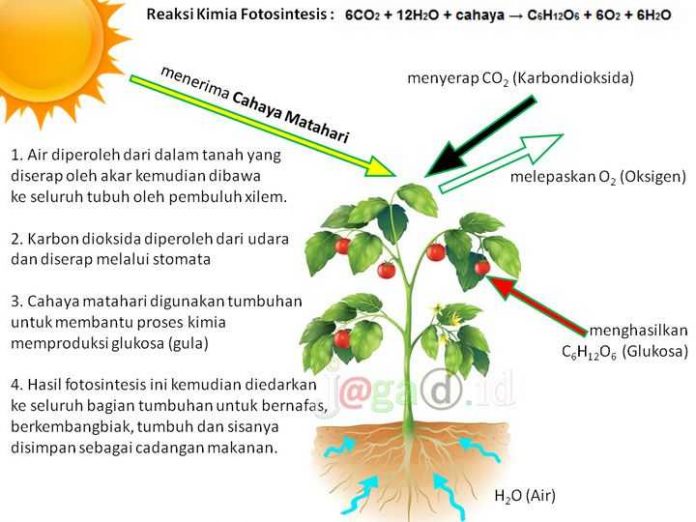 Reaksi Kimia Fotosintesis : 6CO2 + 12H2O + cahaya → C6H12O6 + 6O2 + 6H2O
menerima Cahaya Matahari
menyerap CO₂ (Karbondioksida)
melepaskan O₂ (Oksigen)
1. Air diperoleh dari dalam tanah yang
diserap oleh akar kemudian dibawa
ke seluruh tubuh oleh pembuluh xilem.
2. Karbon dioksida diperoleh dari udara
dan diserap melalui stomata
3. Cahaya matahari digunakan tumbuhan
untuk membantu proses kimia
memproduksi glukosa (gula)
menghasilkan
C₆H₁₂O₆ (Glukosa)
4. Hasil fotosintesis ini kemudian diedarkan
ke seluruh bagian tumbuhan untuk bernafas,
berkembangbiak, tumbuh dan sisanya
disimpan sebagai cadangan makanan.
j@gad.id
H₂O (Air)